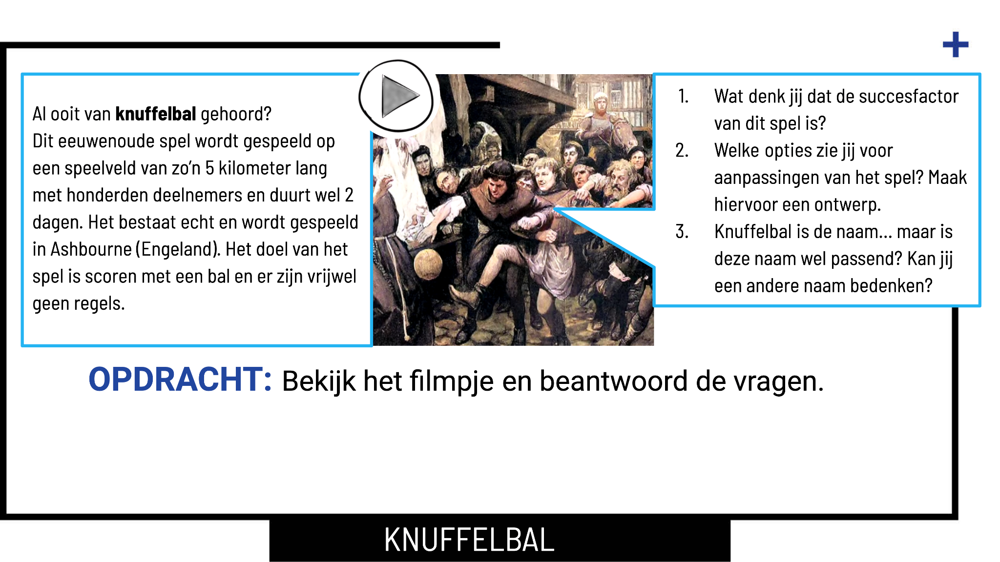 Al ooit van knuffelbal gehoord?
Dit eeuwenoude spel wordt gespeeld op
een speelveld van zo’n 5 kilometer lang
met honderden deelnemers en duurt wel 2
dagen. Het bestaat echt en wordt gespeeld
in Ashbourne (Engeland). Het doel van het
spel is scoren met een bal en er zijn vrijwel
geen regels.
1. Wat denk jij dat de succesfactor
van dit spel is?
2. Welke opties zie jij voor
aanpassingen van het spel? Maak
hiervoor een ontwerp.
3. Knuffelbal is de naam... maar is
deze naam wel passend? Kan jij
een andere naam bedenken?
OPDRACHT: Bekijk het filmpje en beantwoord de vragen.
KNUFFELBAL